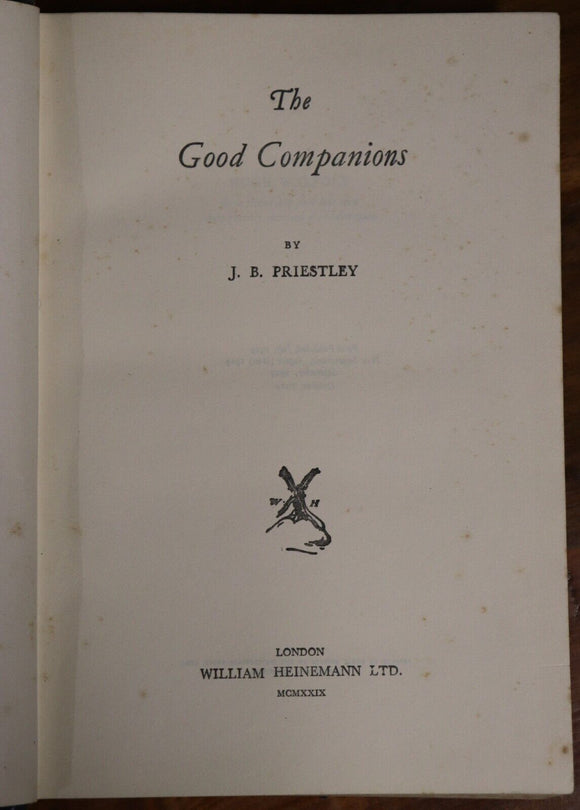 The
Good Companions
BY
J. B. PRIESTLEY
W H
LONDON
WILLIAM HEINEMANN LTD.
MCMXXIX